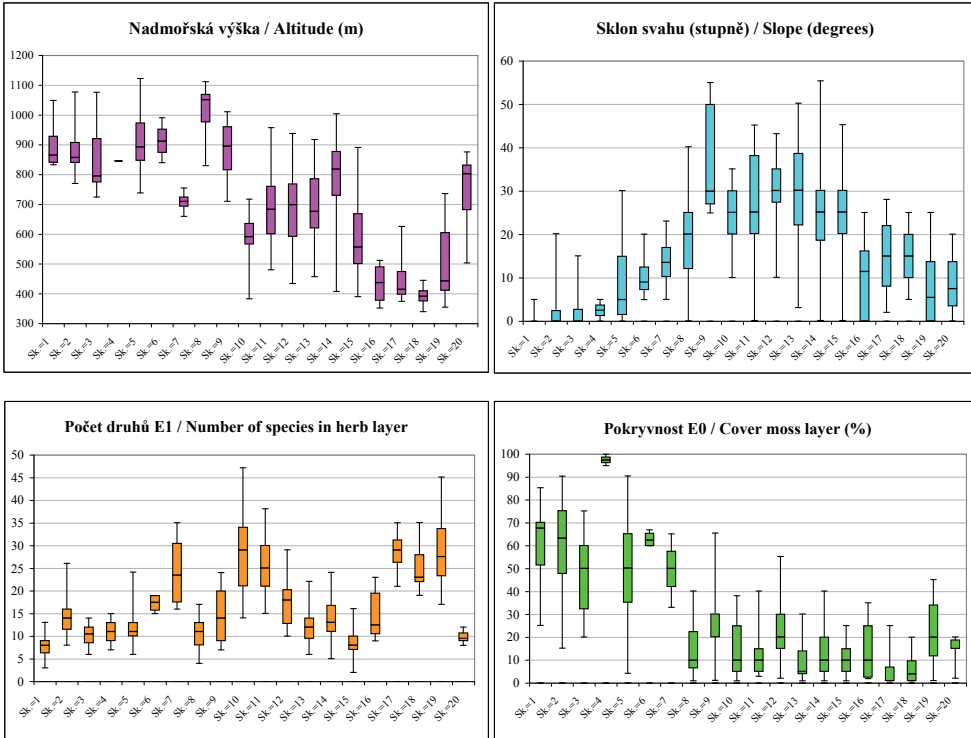 Nadmořská výška / Altitude (m)
1200
1100
1000
900
800
700
600
500
400
300
Sk.=1
Sk.=2
Sk.=3
Sk.=4
Sk.=5
Sk.=6
Sk.=7
Sk.=8
Sk.=9
Sk.=10
Sk.=11
Sk.=12
Sk.=13
Sk.=14
Sk.=15
Sk.=16
Sk.=17
Sk.=18
Sk.=19
Sk.=20
Sklon svahu (stupně) / Slope (degrees)
60
50
40
30
20
10
0
Sk.=1
Sk.=2
Sk.=3
Sk.=4
Sk.=5
Sk.=6
Sk.=7
Sk.=8
Sk.=9
Sk.=10
Sk.=11
Sk.=12
Sk.=13
Sk.=14
Sk.=15
Sk.=16
Sk.=17
Sk.=18
Sk.=19
Sk.=20
Počet druhů E1 / Number of species in herb layer
50
45
40
35
30
25
20
15
10
5
0
Sk.=1
Sk.=2
Sk.=3
Sk.=4
Sk.=5
Sk.=6
Sk.=7
Sk.=8
Sk.=9
Sk.=10
Sk.=11
Sk.=12
Sk.=13
Sk.=14
Sk.=15
Sk.=16
Sk.=17
Sk.=18
Sk.=19
Sk.=20
Pokryvnost E0 / Cover moss layer (%)
100
90
80
70
60
50
40
30
20
10
0
Sk.=1
Sk.=2
Sk.=3
Sk.=4
Sk.=5
Sk.=6
Sk.=7
Sk.=8
Sk.=9
Sk.=10
Sk.=11
Sk.=12
Sk.=13
Sk.=14
Sk.=15
Sk.=16
Sk.=17
Sk.=18
Sk.=19
Sk.=20